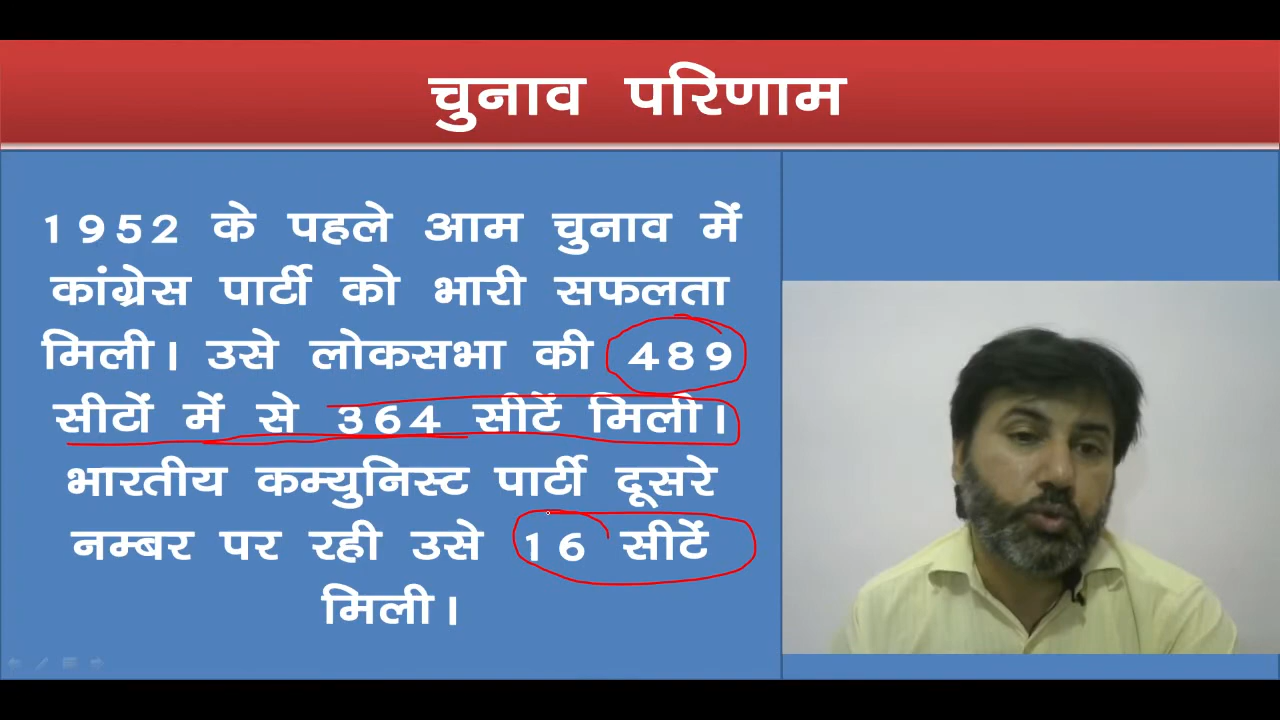 चुनाव परिणाम
1952 के पहले आम चुनाव में
कांग्रेस पार्टी को भारी सफलता
मिली। उसे लोकसभा की 489
सीटों में से 364 सीटें मिली।
भारतीय कम्युनिस्ट पार्टी दूसरे
नम्बर पर रही उसे 16 सीटें
मिली।